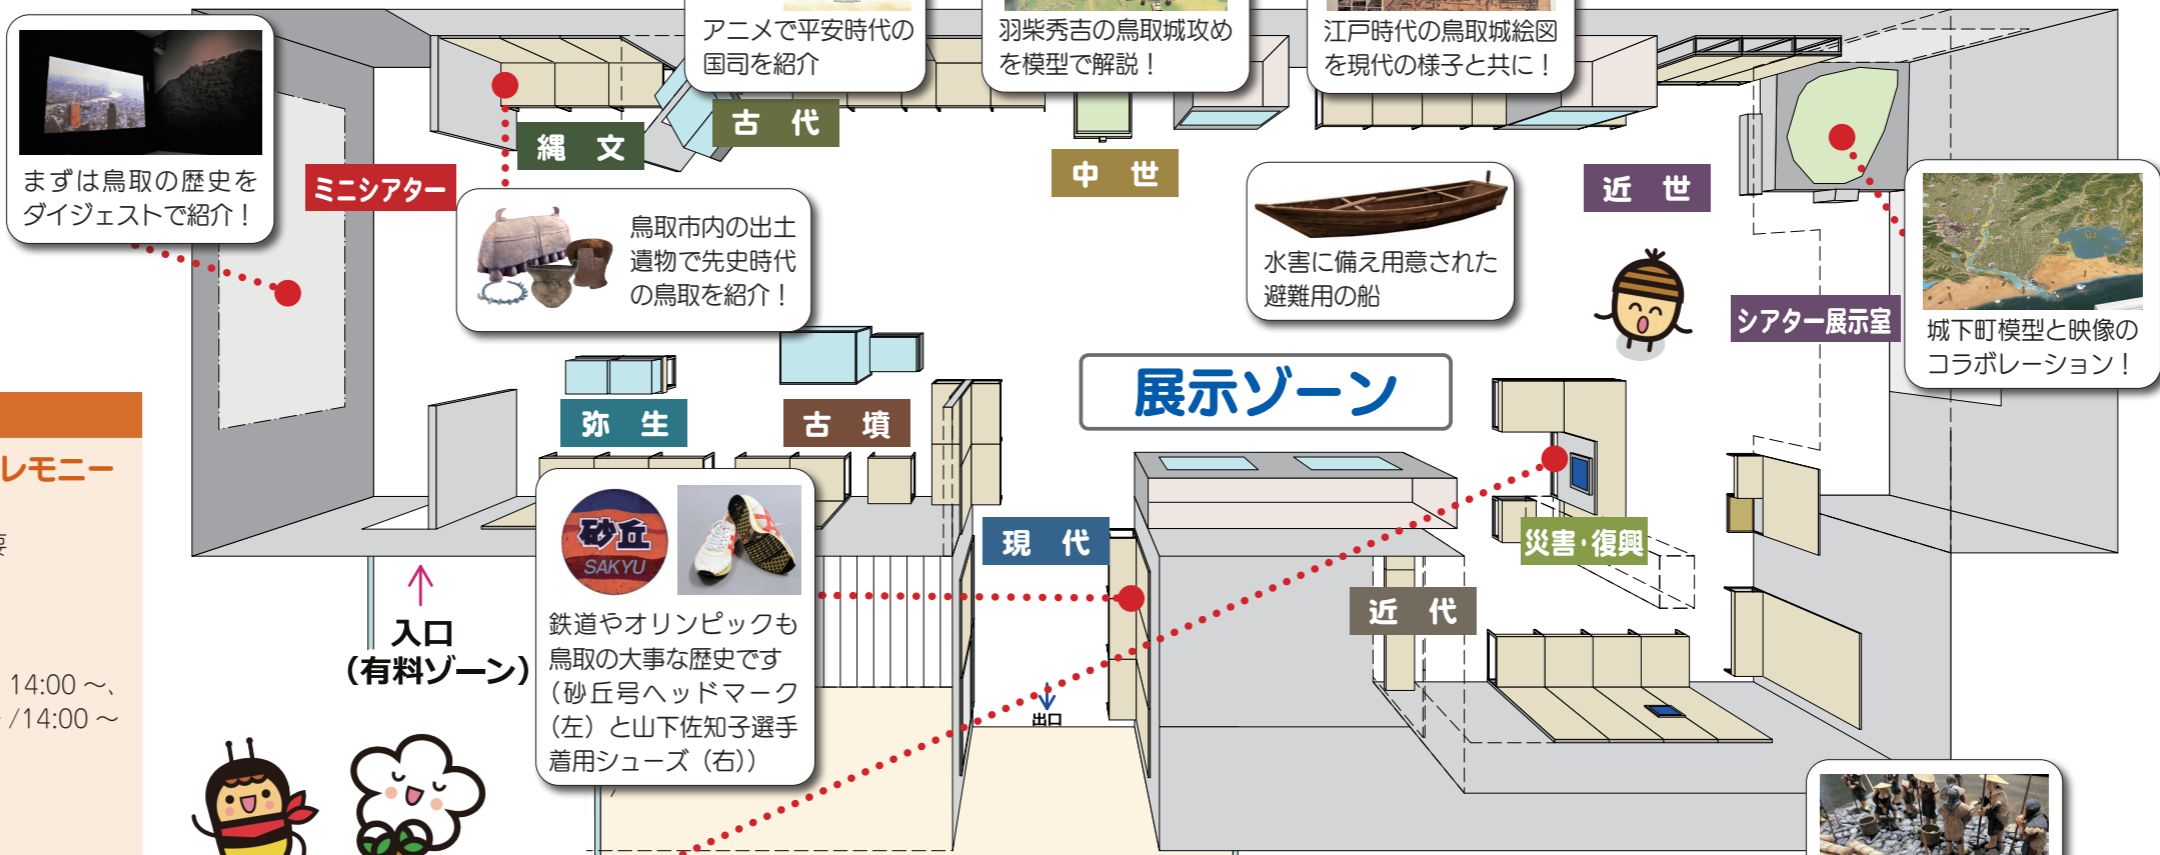 アニメで平安時代の
国司を紹介
羽柴秀吉の鳥取城攻め
を模型で解説！
江戸時代の鳥取城絵図
を現代の様子と共に！
まずは鳥取の歴史を
ダイジェストで紹介！
ミニシアター
縄文
古代
中世
近世
鳥取市内の出土
遺物で先史時代
の鳥取を紹介！
水害に備え用意された
避難用の船
シアター展示室
城下町模型と映像の
コラボレーション！
展示ゾーン
弥生
古墳
レモニー
要
14:00～、
/14:00～
砂丘
SAKYU
鉄道やオリンピックも
鳥取の大事な歴史です
（砂丘号ヘッドマーク
（左）と山下佐知子選手
着用シューズ（右））
現代
災害・復興
近代
入口
（有料ゾーン）
出口